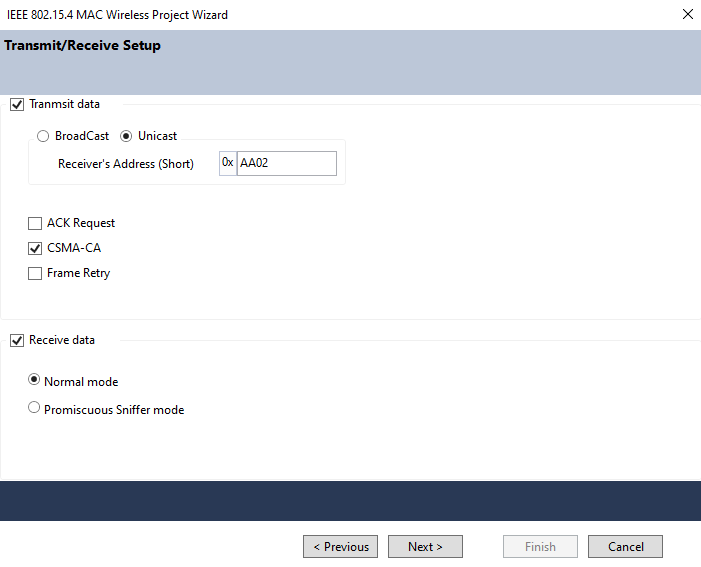 IEEE 802.15.4 MAC Wireless Project Wizard
Transmit/Receive Setup
Tranmsit data
BroadCast Unicast
Receiver's Address (Short) 0x AA02
ACK Request
CSMA-CA
Frame Retry
Receive data
Normal mode
Promiscuous Sniffer mode
< Previous Next > Finish Cancel